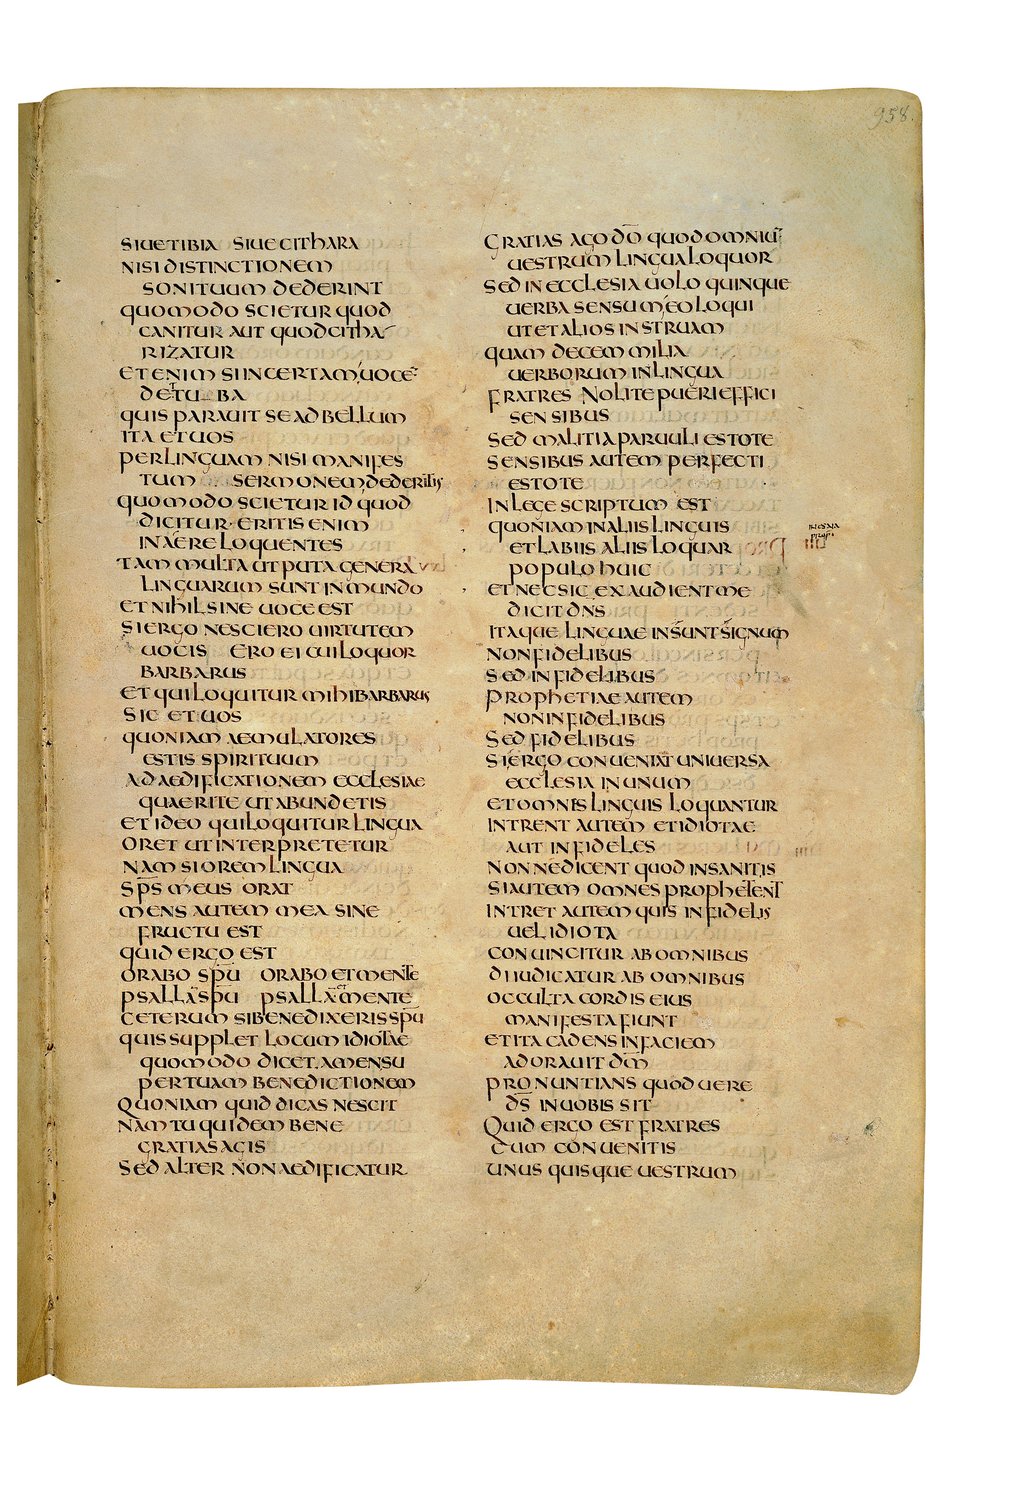 958.
SIUE TIBIA SIUE CITHARA
NISI DISTINCTIONEM
SONITUUM DEDERINT
QUOMODO SCIETUR QUOD
CANITUR AUT QUOD CITHA
RIZATUR
ETENIM SI INCERTAM UOCĒ
DET TUBA
QUIS PARAUIT SE AD BELLUM
ITA ET UOS
PER LINGUAM NISI MANIFES
TUM SERMONEM DEDERITIS
QUOMODO SCIETUR ID QUOD
DICITUR· ERITIS ENIM
IN AERE LOQUENTES
TAM MULTA UT PUTA GENERA
LINGUARUM SUNT IN MUNDO
ET NIHIL SINE UOCE EST
SI ERGO NESCIERO UIRTUTEM
UOCIS ERO EI CUI LOQUOR
BARBARUS
ET QUI LOQUITUR MIHI BARBARUS
SIC ET UOS
QUONIAM AEMULATORES
ESTIS SPIRITUUM
AD AEDIFICATIONEM ECCLESIAE
QUAERITE UT ABUNDETIS
ET IDEO QUI LOQUITUR LINGUA
ORET UT INTERPRETETUR
NAM SI OREM LINGUA
SP̄S MEUS ORAT
MENS AUTEM MEA SINE
FRUCTU EST
QUID ERGO EST
ORABO SPŪ ORABO ET MENTE
PSALLĀ SPŪ PSALLĀ ET MENTE
CETERUM SI BENEDIXERIS SPŪ
QUIS SUPPLET LOCUM IDIOTAE
QUOMODO DICET AMEN SU
PER TUAM BENEDICTIONEM
QUONIAM QUID DICAS NESCIT
NAM TU QUIDEM BENE
GRATIAS AGIS
SED ALTER NON AEDIFICATUR
GRATIAS AGO DŌ QUOD OMNIŪ
UESTRUM LINGUA LOQUOR
SED IN ECCLESIA UOLO QUINQUE
UERBA SENSU MEO LOQUI
UT ET ALIOS INSTRUAM
QUAM DECEM MILIA
UERBORUM IN LINGUA
FRATRES NOLITE PUERI EFFICI
SENSIBUS
SED MALITIA PARUULI ESTOTE
SENSIBUS AUTEM PERFECTI
ESTOTE
IN LEGE SCRIPTUM EST
QUONIAM IN ALIIS LINGUIS
ET LABIIS ALIIS LOQUAR
POPULO HUIC
ET NEC SIC EXAUDIENT ME
DICIT DN̄S
ITAQUE LINGUAE IN SIGNUM SUNT
NON FIDELIBUS
SED INFIDELIBUS
PROPHETIAE AUTEM
NON INFIDELIBUS
SED FIDELIBUS
SI ERGO CONUENIAT UNIUERSA
ECCLESIA IN UNUM
ET OMNES LINGUIS LOQUANTUR
INTRENT AUTEM ET IDIOTAE
AUT INFIDELES
NONNE DICENT QUOD INSANITIS
SI AUTEM OMNES PROPHETENT
INTRET AUTEM QUIS INFIDELIS
UEL IDIOTA
CONUINCITUR AB OMNIBUS
DIIUDICATUR AB OMNIBUS
OCCULTA CORDIS EIUS
MANIFESTA FIUNT
ET ITA CADENS IN FACIEM
ADORAUIT DM̄
PRONUNTIANS QUOD UERE
DS̄ IN UOBIS SIT
QUID ERGO EST FRATRES
CUM CONUENITIS
UNUS QUISQUE UESTRUM